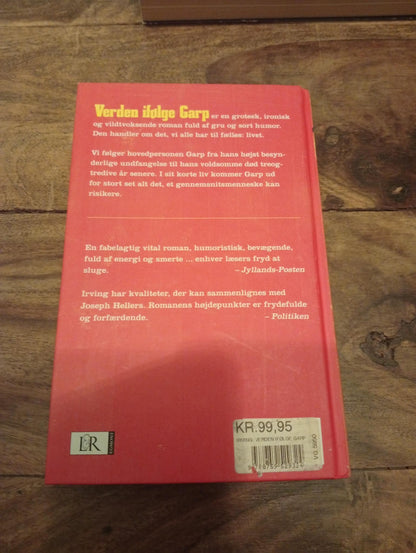 Verden ifølge Garp er en grotesk, ironisk
og vildtvoksende roman fuld af gru og sort humor.
Den handler om det, vi alle har til fælles: livet.
Vi følger hovedpersonen Garp fra hans højst besyn-
derlige undfangelse til hans voldsomme død treog-
tredive år senere. I sit korte liv kommer Garp ud
for stort set alt det, et gennemsnitsmenneske kan
risikere.
En fabelagtig vital roman, humoristisk, bevægende,
fuld af energi og smerte ... enhver læsers fryd at
sluge. – Jyllands-Posten
Irving har kvaliteter, der kan sammenlignes med
Joseph Hellers. Romanens højdepunkter er frydefulde
og forfærdende. – Politiken
KR.99,95
IRVING: VERDEN IFØLGE GARP
VG. 5050
L&R